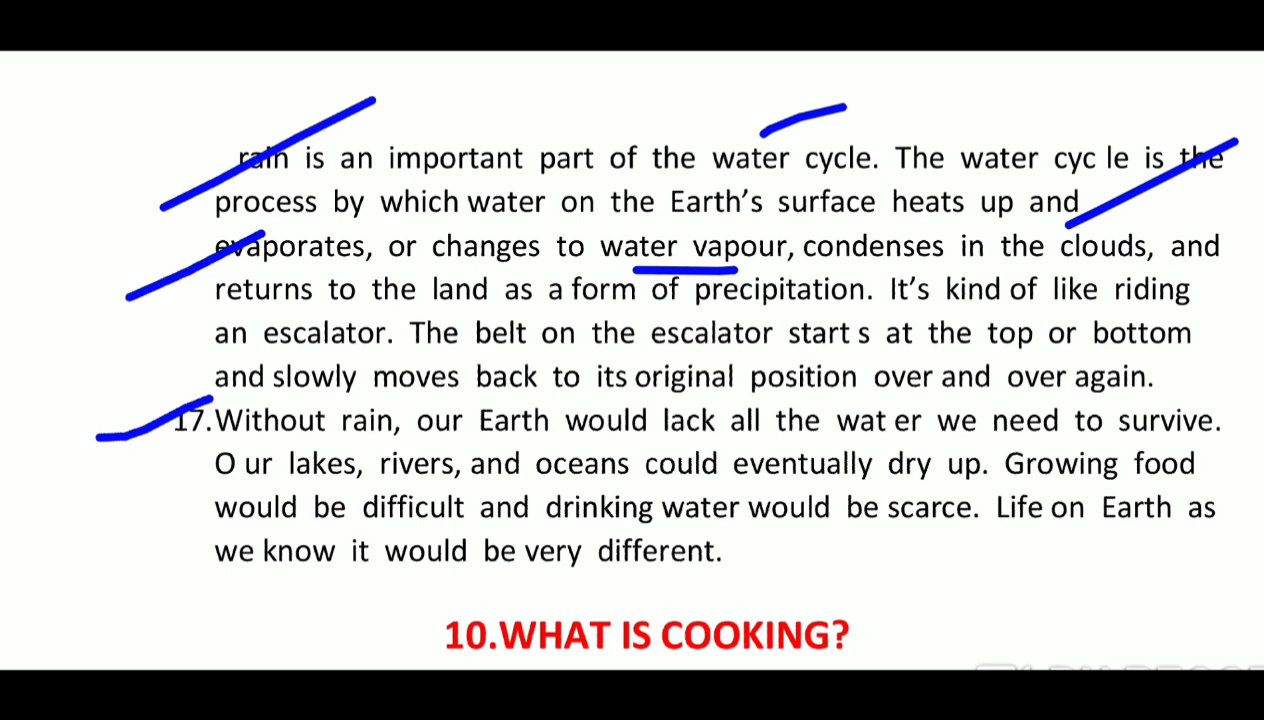 rain is an important part of the water cycle. The water cyc le is the
process by which water on the Earth's surface heats up and
evaporates, or changes to water vapour, condenses in the clouds, and
returns to the land as a form of precipitation. It's kind of like riding
an escalator. The belt on the escalator start s at the top or bottom
and slowly moves back to its original position over and over again.
17.Without rain, our Earth would lack all the wat er we need to survive.
O ur lakes, rivers, and oceans could eventually dry up. Growing food
would be difficult and drinking water would be scarce. Life on Earth as
we know it would be very different.
10.WHAT IS COOKING?